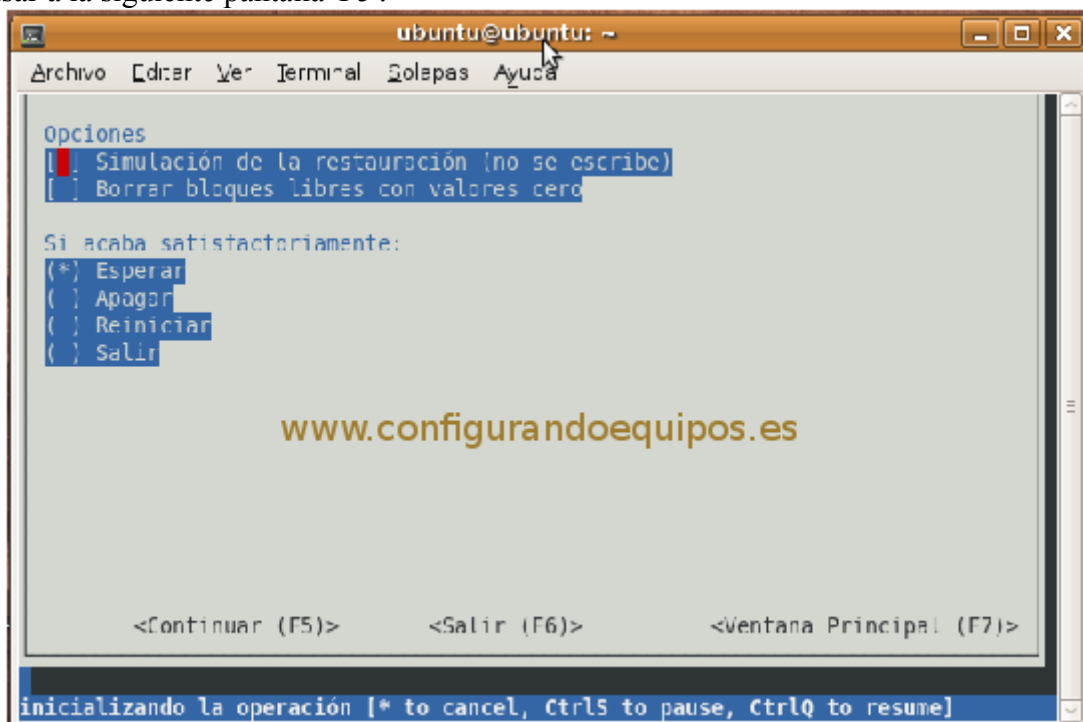 a la siguiente pantalla
ubuntu@ubuntu: ~
Archivo Editar Ver Terminal Solapas Ayuda
Opciones
[ ] Simulación de la restauración (no se escribe)
[ ] Borrar bloques libres con valores cero
Si acaba satisfactoriamente:
(*) Esperar
( ) Apagar
( ) Reiniciar
( ) Salir
www.configurandoequipos.es
<Continuar (F5)> <Salir (F6)> <Ventana Principal (F7)>
inicializando la operación [* to cancel, CtrlS to pause, CtrlQ to resume]